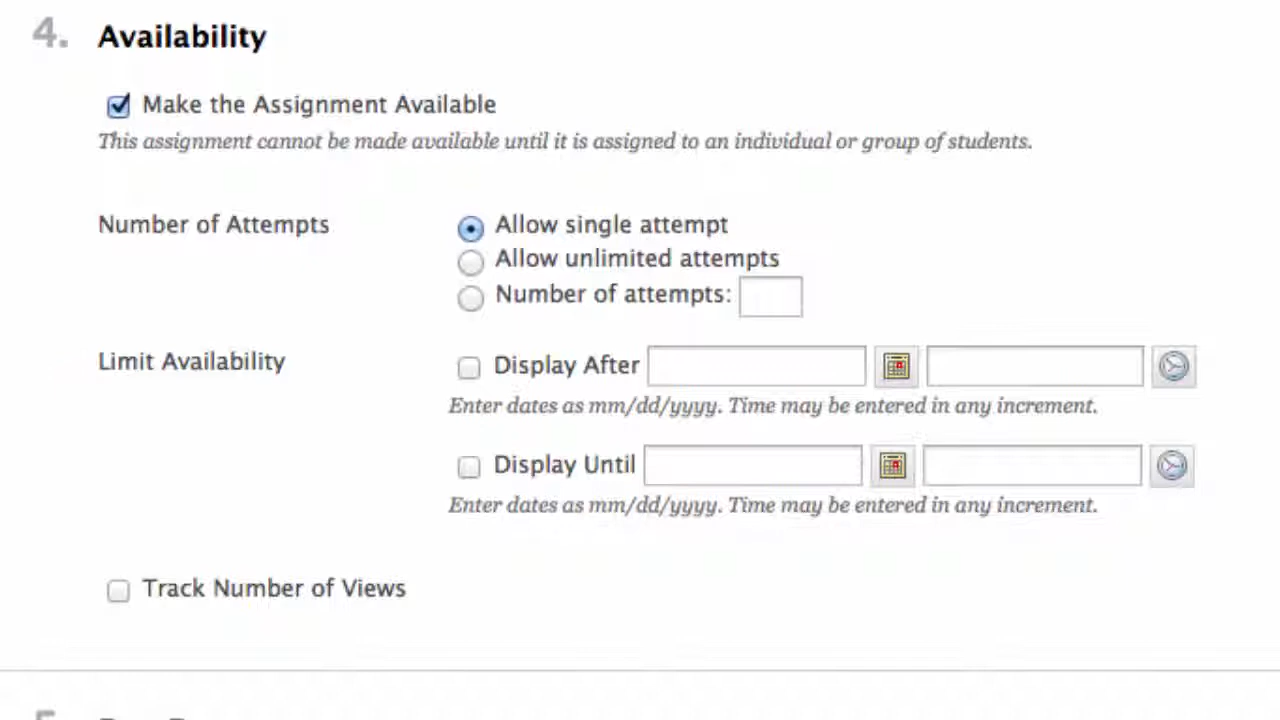 4. Availability
Make the Assignment Available
This assignment cannot be made available until it is assigned to an individual or group of students.
Number of Attempts
Allow single attempt
Allow unlimited attempts
Number of attempts:
Limit Availability
Display After
Enter dates as mm/dd/yyyy. Time may be entered in any increment.
Display Until
Enter dates as mm/dd/yyyy. Time may be entered in any increment.
Track Number of Views